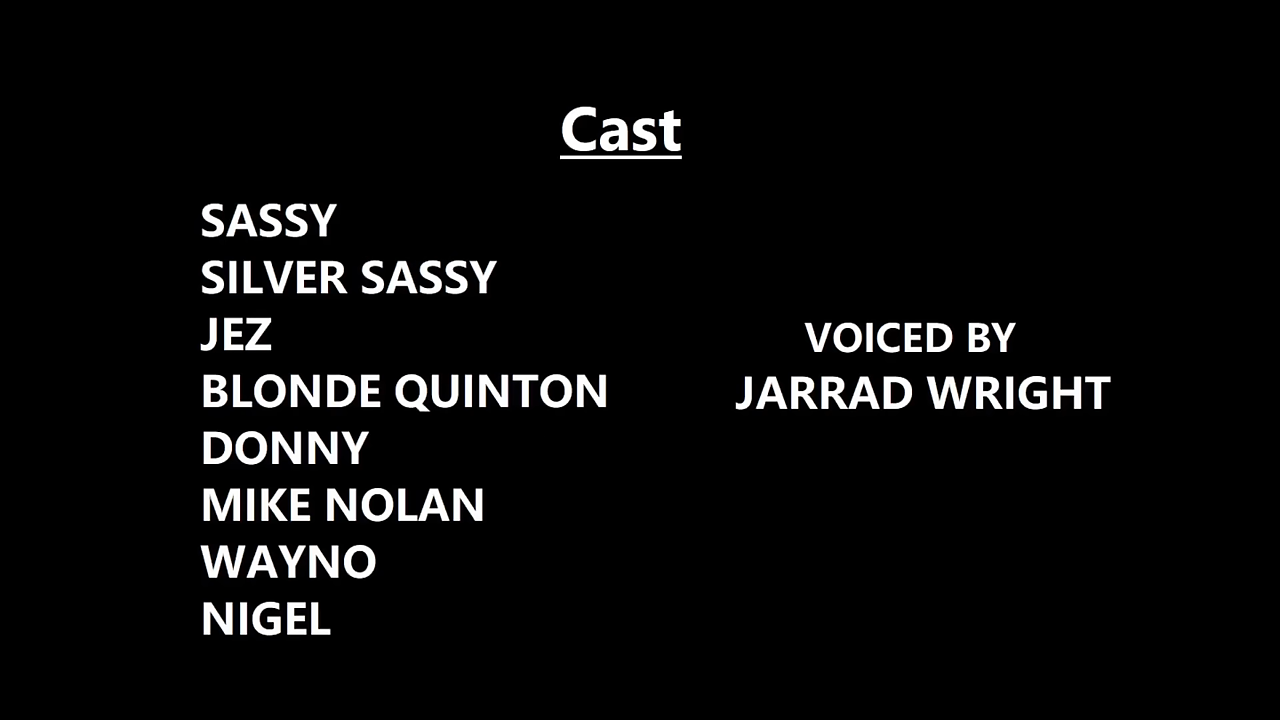 Cast
SASSY
SILVER SASSY
JEZ
BLONDE QUINTON
DONNY
MIKE NOLAN
WAYNO
NIGEL
VOICED BY
JARRAD WRIGHT